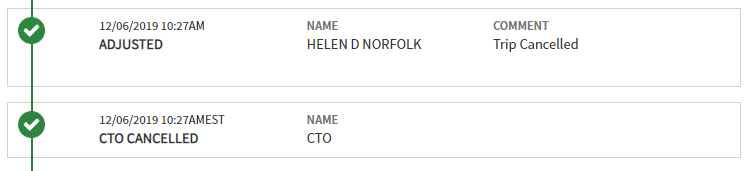 12/06/2019 10:27AM NAME COMMENT
ADJUSTED HELEN D NORFOLK Trip Cancelled
12/06/2019 10:27AMEST NAME
CTO CANCELLED CTO